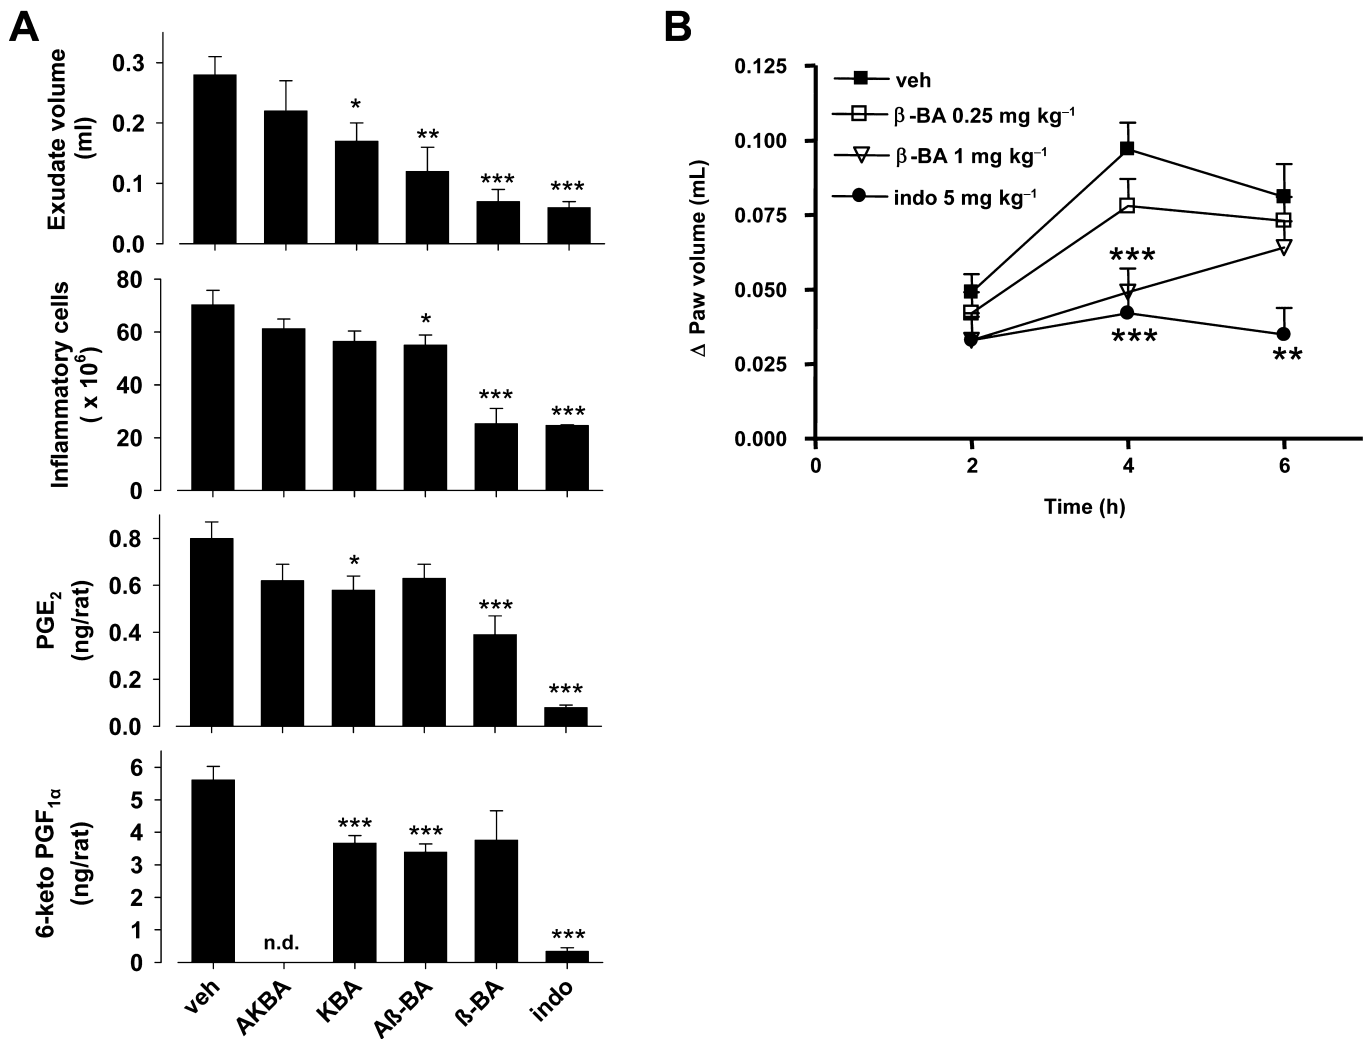 A
Exudate volume
(ml)
0.3
0.2
0.1
0.0
*
**
***
***
Inflammatory cells
( x 10⁶)
80
60
40
20
0
*
***
***
PGE₂
(ng/rat)
0.8
0.6
0.4
0.2
0.0
*
***
***
6-keto PGF₁α
(ng/rat)
6
5
4
3
2
1
0
n.d.
***
***
***
veh
AKBA
KBA
Aß-BA
ß-BA
indo
B
Δ Paw volume (mL)
0.125
0.100
0.075
0.050
0.025
0.000
veh
β-BA 0.25 mg kg⁻¹
β-BA 1 mg kg⁻¹
indo 5 mg kg⁻¹
***
***
**
0
2
4
6
Time (h)